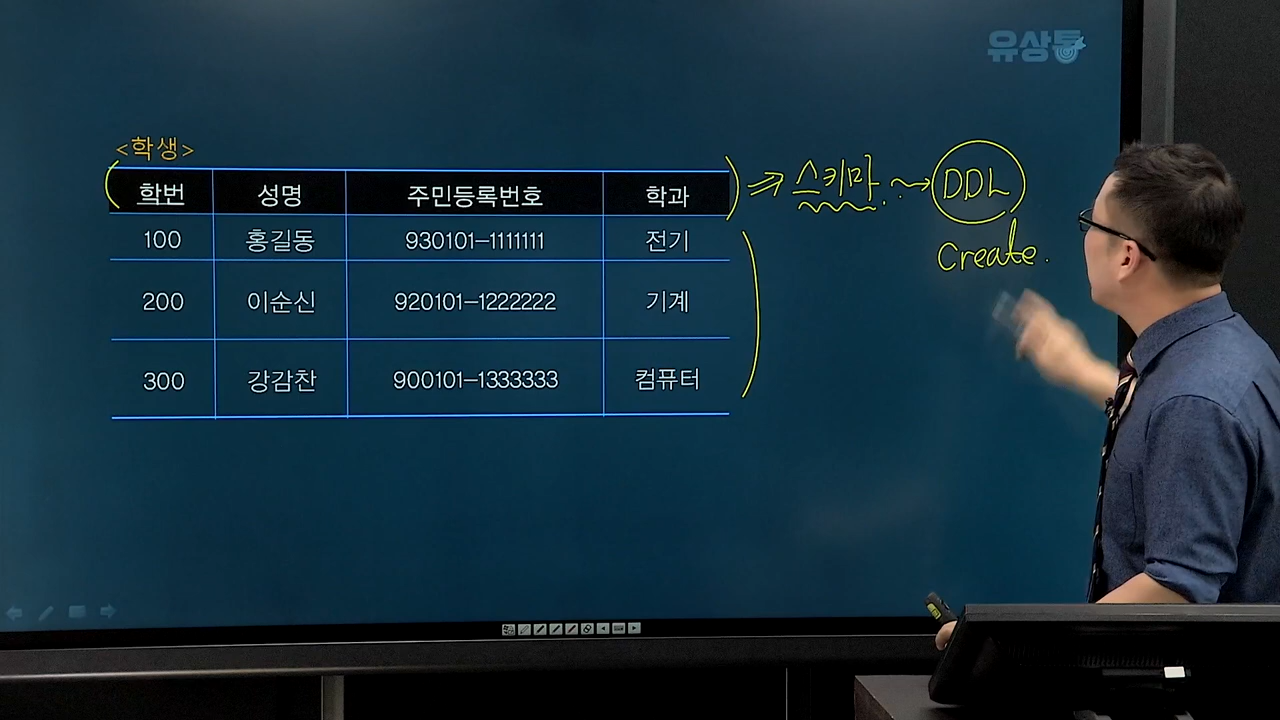 유상통
<학생>
학번 성명 주민등록번호 학과 ⇒ 스키마 → DDL
100 홍길동 930101-1111111 전기
Create.
200 이순신 920101-1222222 기계
300 강감찬 900101-1333333 컴퓨터